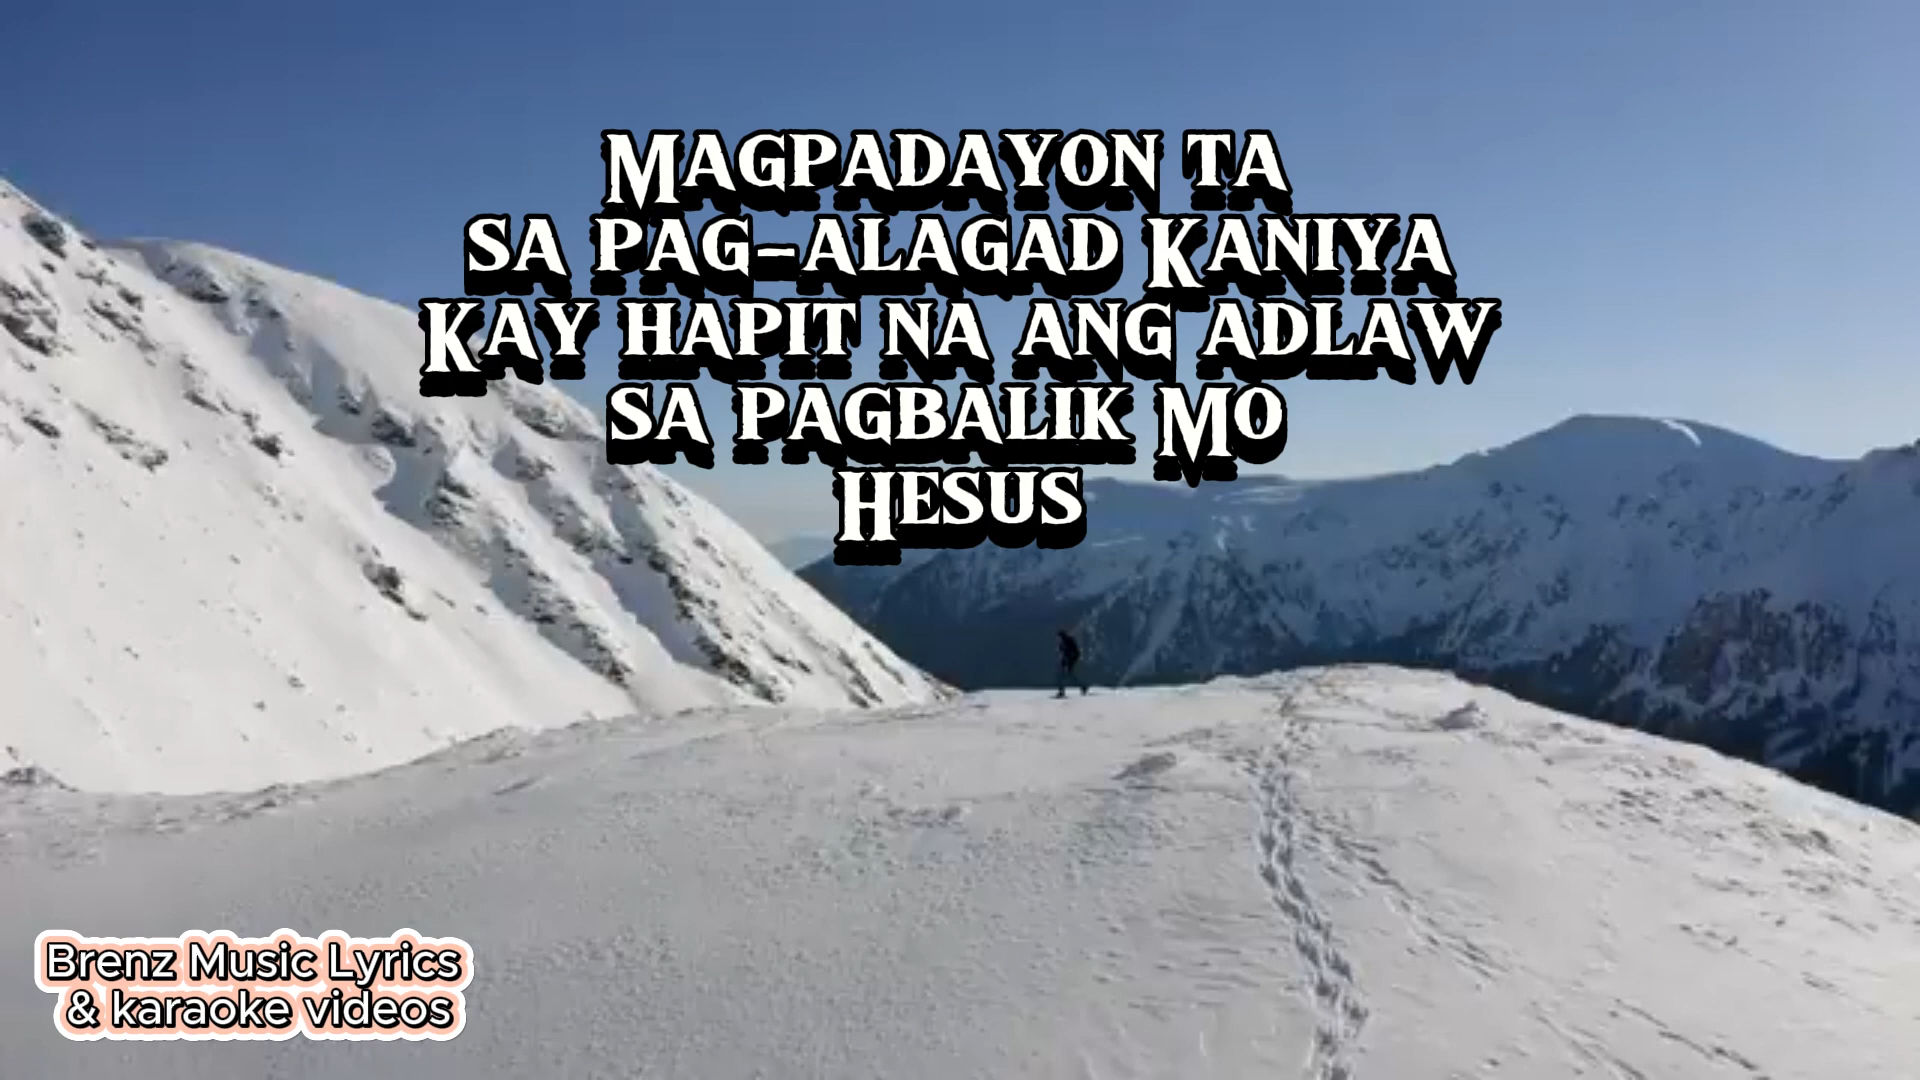 Magpadayon ta
sa pag-alagad Kaniya
Kay hapit na ang adlaw
sa pagbalik Mo
Hesus
Brenz Music Lyrics
& karaoke videos